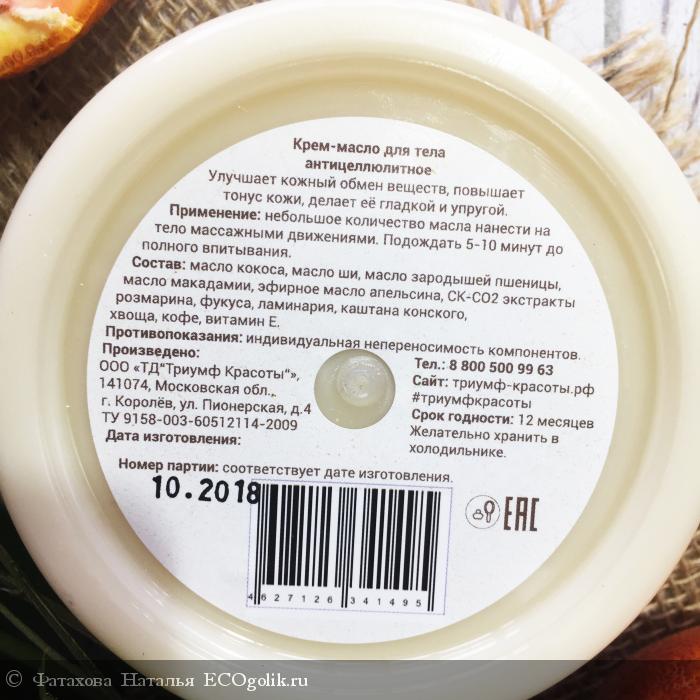 Крем-масло для тела
антицеллюлитное
Улучшает кожный обмен веществ, повышает
тонус кожи, делает её гладкой и упругой.
Применение: небольшое количество масла нанести на
тело массажными движениями. Подождать 5-10 минут до
полного впитывания.
Состав: масло кокоса, масло ши, масло зародышей пшеницы,
масло макадамии, эфирное масло апельсина, СК-СО2 экстракты
розмарина, фукуса, ламинария, каштана конского,
хвоща, кофе, витамин Е.
Противопоказания: индивидуальная непереносимость компонентов.
Произведено:
ООО «ТД"Триумф Красоты"»,
141074, Московская обл.,
г. Королёв, ул. Пионерская, д.4
ТУ 9158-003-60512114-2009
Дата изготовления:
Тел.: 8 800 500 99 63
Сайт: триумф-красоты.рф
#триумфкрасоты
Срок годности: 12 месяцев
Желательно хранить в
холодильнике.
Номер партии: соответствует дате изготовления.
10.2018
EAC
4 627126 341495
© Фатахова Наталья ECOgolik.ru